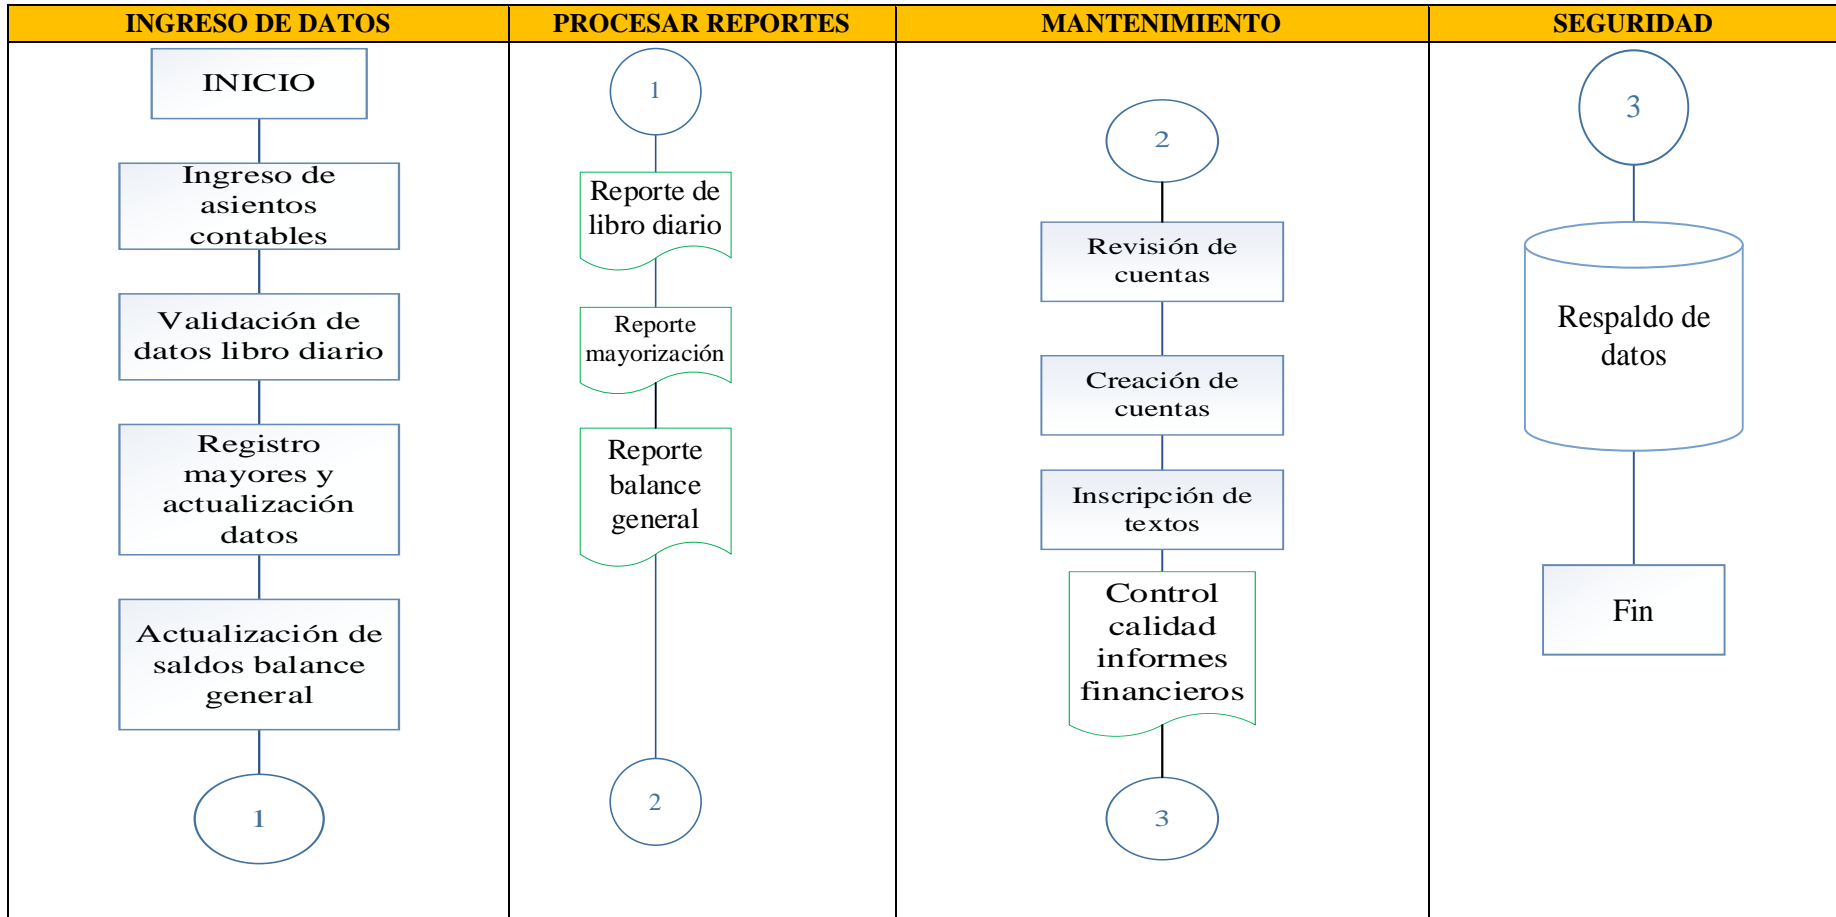 INGRESO DE DATOS
INICIO
Ingreso de
asientos
contables
Validación de
datos libro diario
Registro
mayores y
actualización
datos
Actualización de
saldos balance
general
1
PROCESAR REPORTES
1
Reporte de
libro diario
Reporte
mayorización
Reporte
balance
general
2
MANTENIMIENTO
2
Revisión de
cuentas
Creación de
cuentas
Inscripción de
textos
Control
calidad
informes
financieros
3
SEGURIDAD
3
Respaldo de
datos
Fin